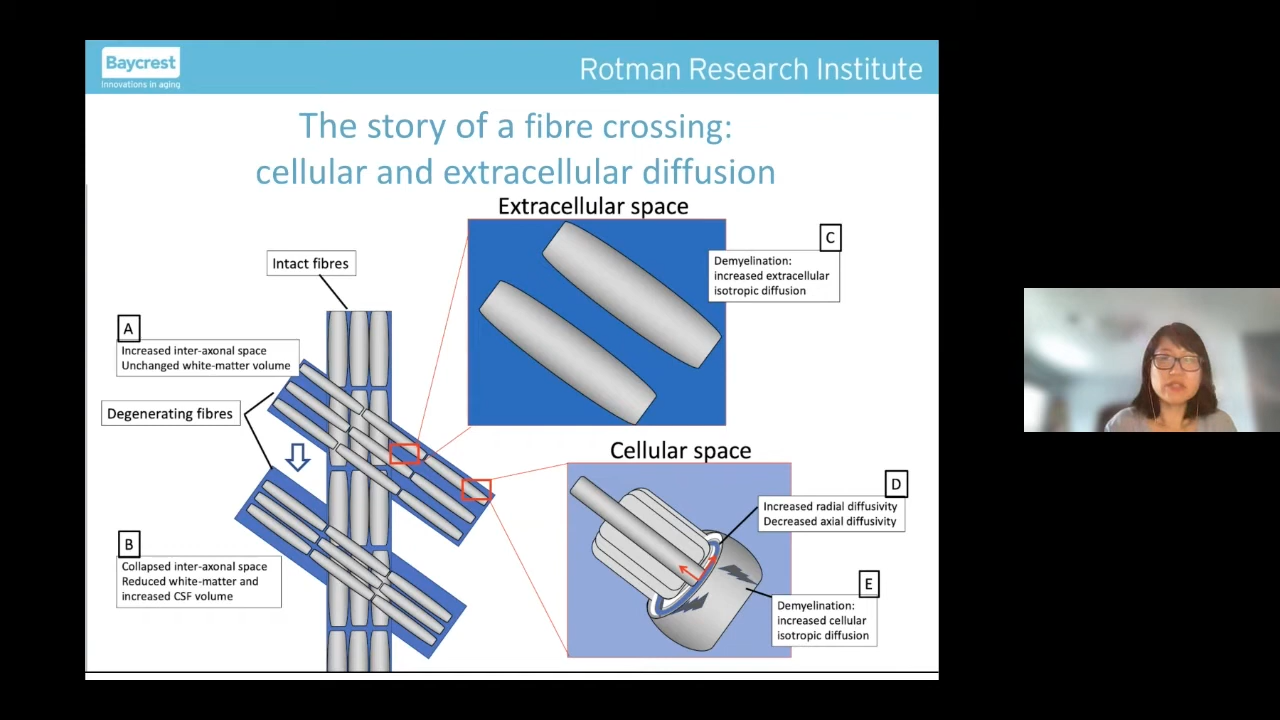 Baycrest
Innovations in aging
Rotman Research Institute
The story of a fibre crossing:
cellular and extracellular diffusion
Extracellular space
C
Demyelination:
increased extracellular
isotropic diffusion
Intact fibres
A
Increased inter-axonal space
Unchanged white-matter volume
Degenerating fibres
Cellular space
D
Increased radial diffusivity
Decreased axial diffusivity
B
Collapsed inter-axonal space
Reduced white-matter and
increased CSF volume
E
Demyelination:
increased cellular
isotropic diffusion